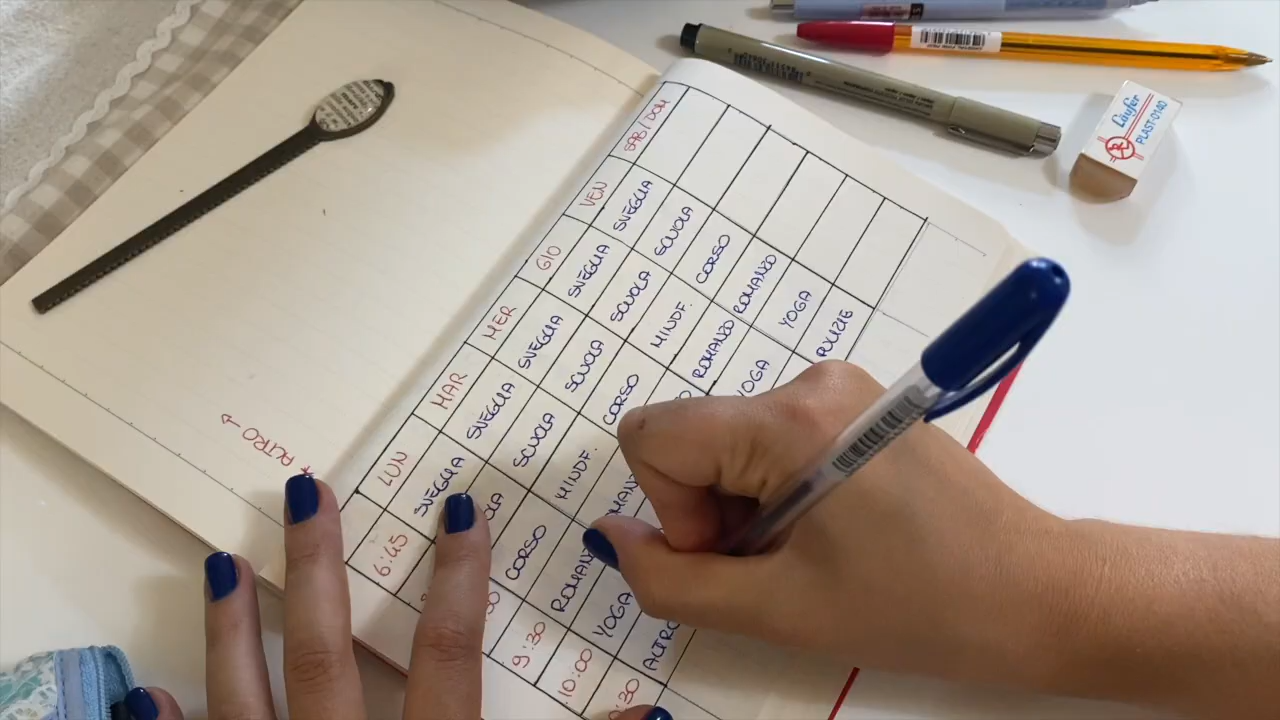 LUN MAR MER GIO VEN SAB/DOM
6:45 SVEGLIA SVEGLIA SVEGLIA SVEGLIA SVEGLIA
SCUOLA SCUOLA SCUOLA SCUOLA
CORSO MINDF. CORSO MINDF. CORSO
9:30 ROMANZO ROMANZO
10:00 YOGA YOGA YOGA
ALTRO PULIZIE
* ALTRO →
Läufer
PLAST-0140